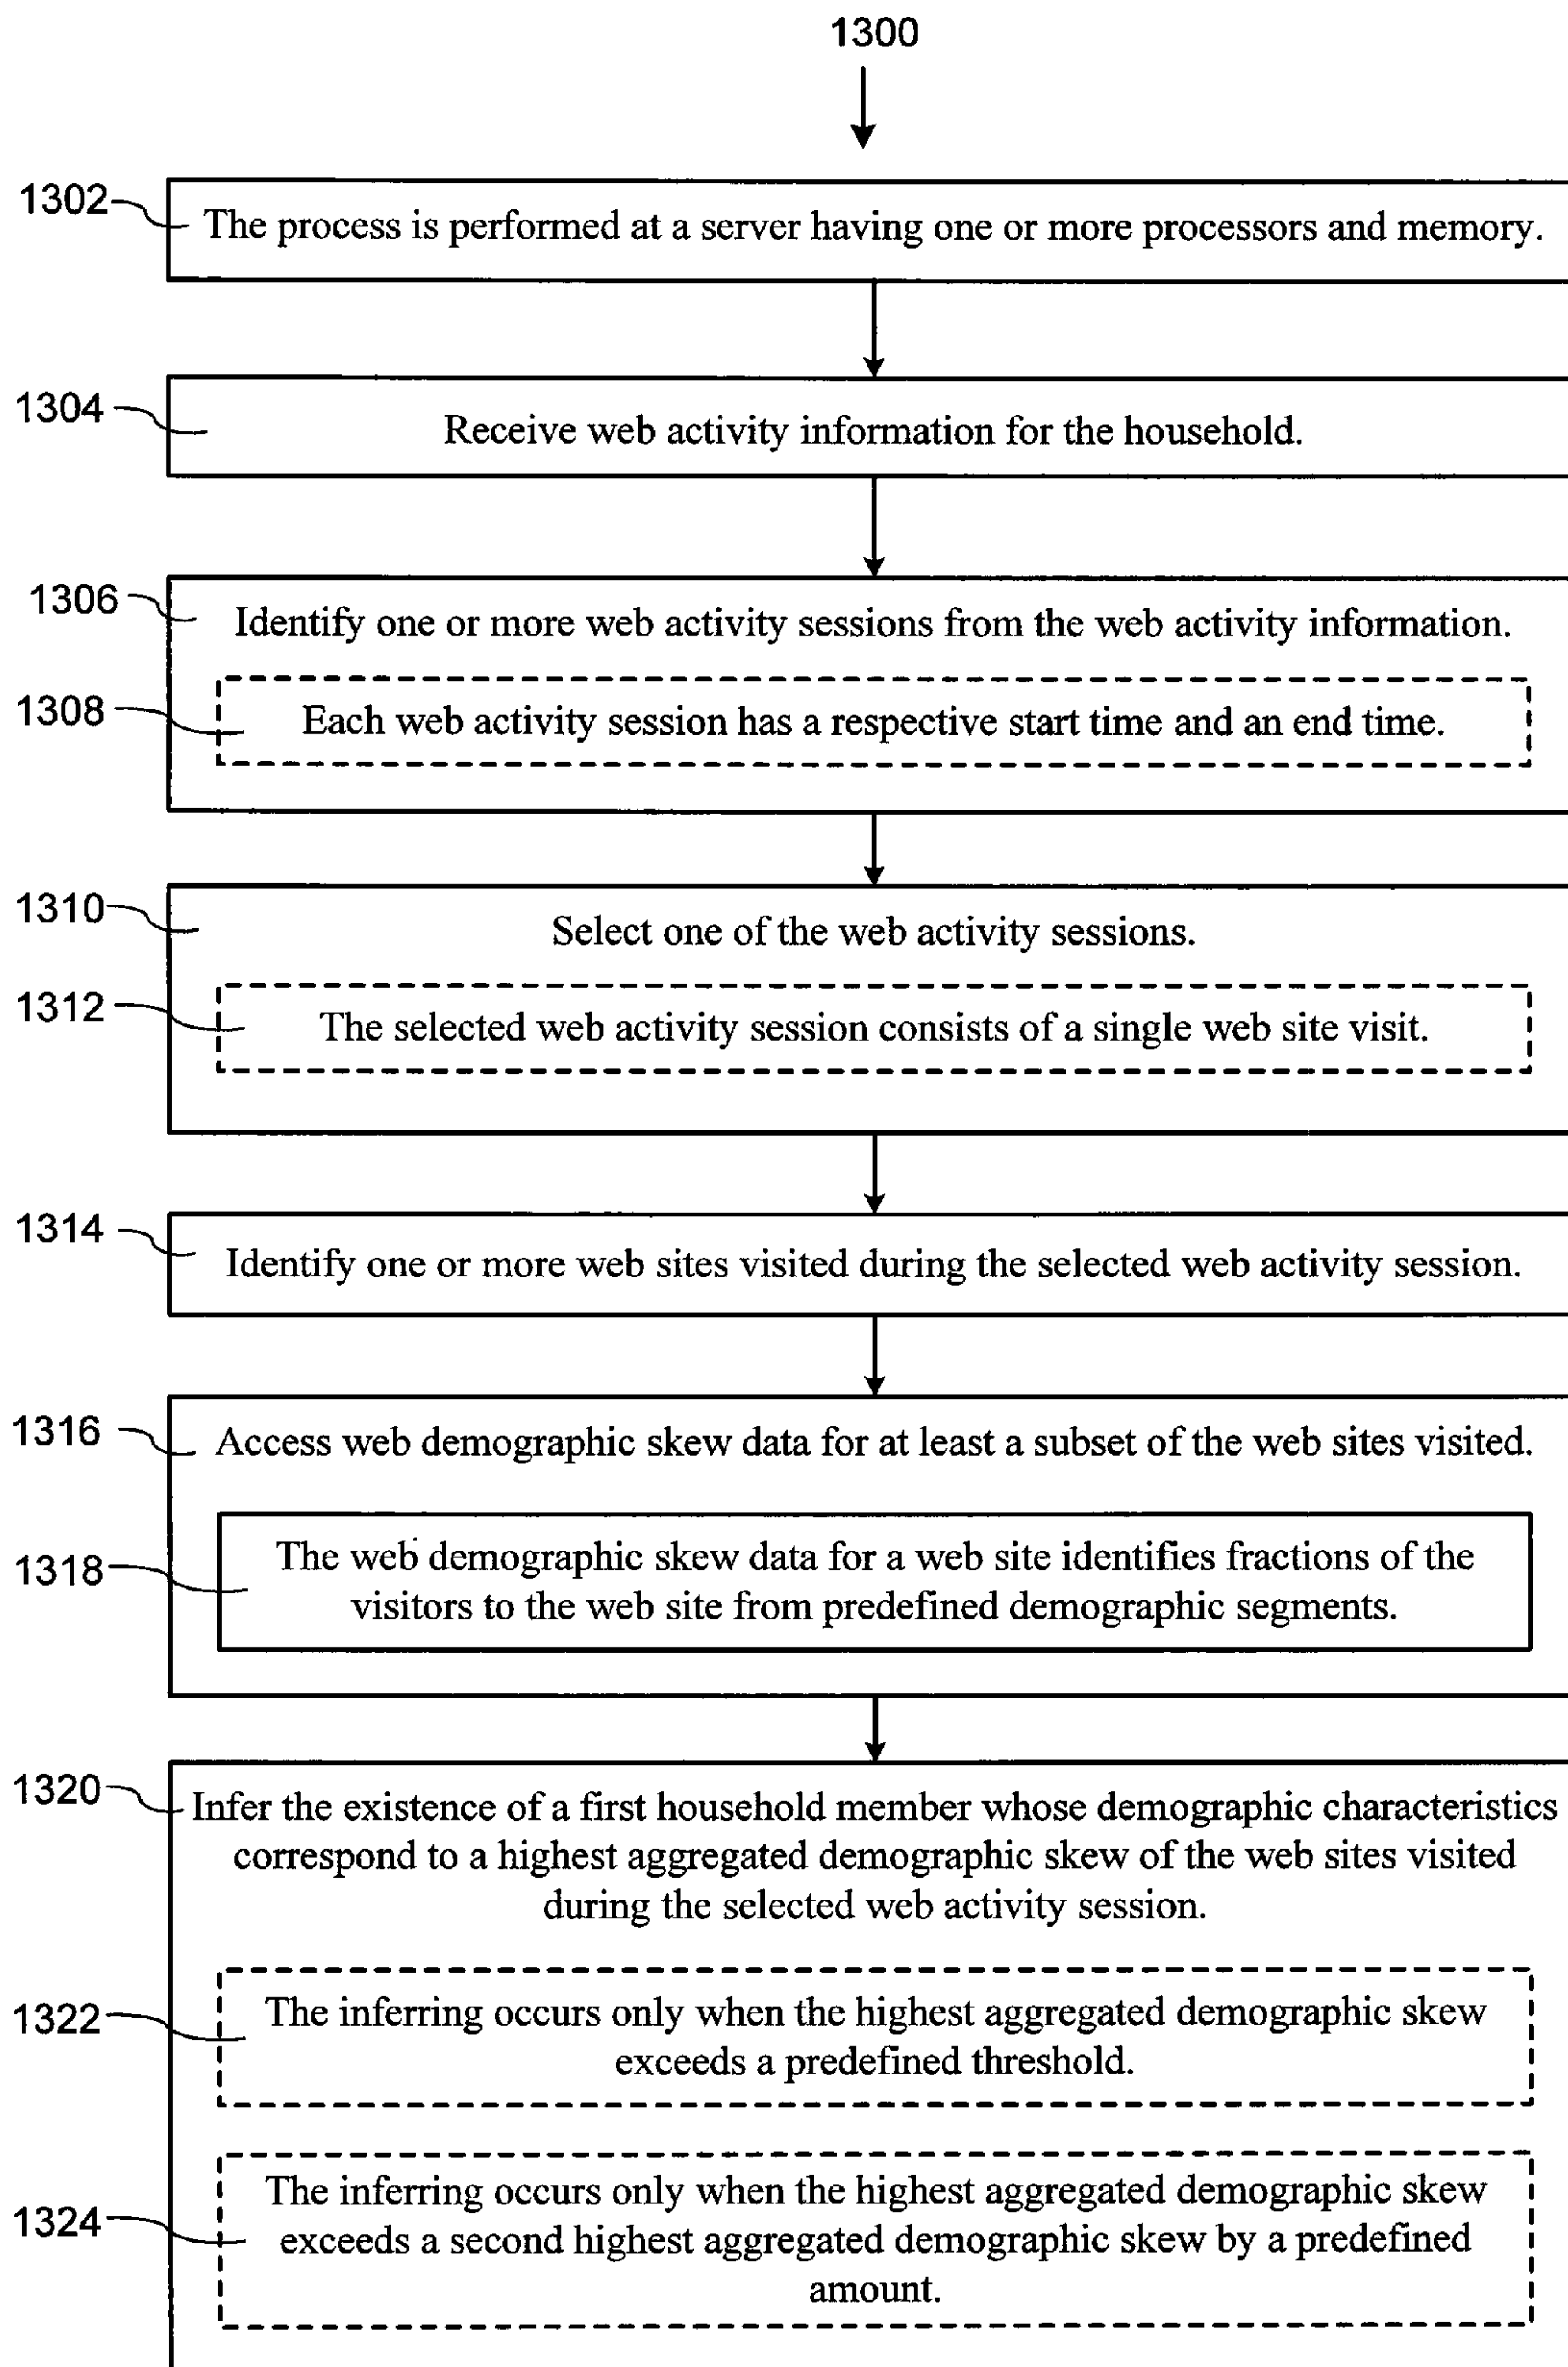 1300
1302
The process is performed at a server having one or more processors and memory.
1304
Receive web activity information for the household.
1306
Identify one or more web activity sessions from the web activity information.
1308
Each web activity session has a respective start time and an end time.
1310
Select one of the web activity sessions.
1312
The selected web activity session consists of a single web site visit.
1314
Identify one or more web sites visited during the selected web activity session.
1316
Access web demographic skew data for at least a subset of the web sites visited.
1318
The web demographic skew data for a web site identifies fractions of the
visitors to the web site from predefined demographic segments.
1320
Infer the existence of a first household member whose demographic characteristics
correspond to a highest aggregated demographic skew of the web sites visited
during the selected web activity session.
1322
The inferring occurs only when the highest aggregated demographic skew
exceeds a predefined threshold.
1324
The inferring occurs only when the highest aggregated demographic skew
exceeds a second highest aggregated demographic skew by a predefined
amount.